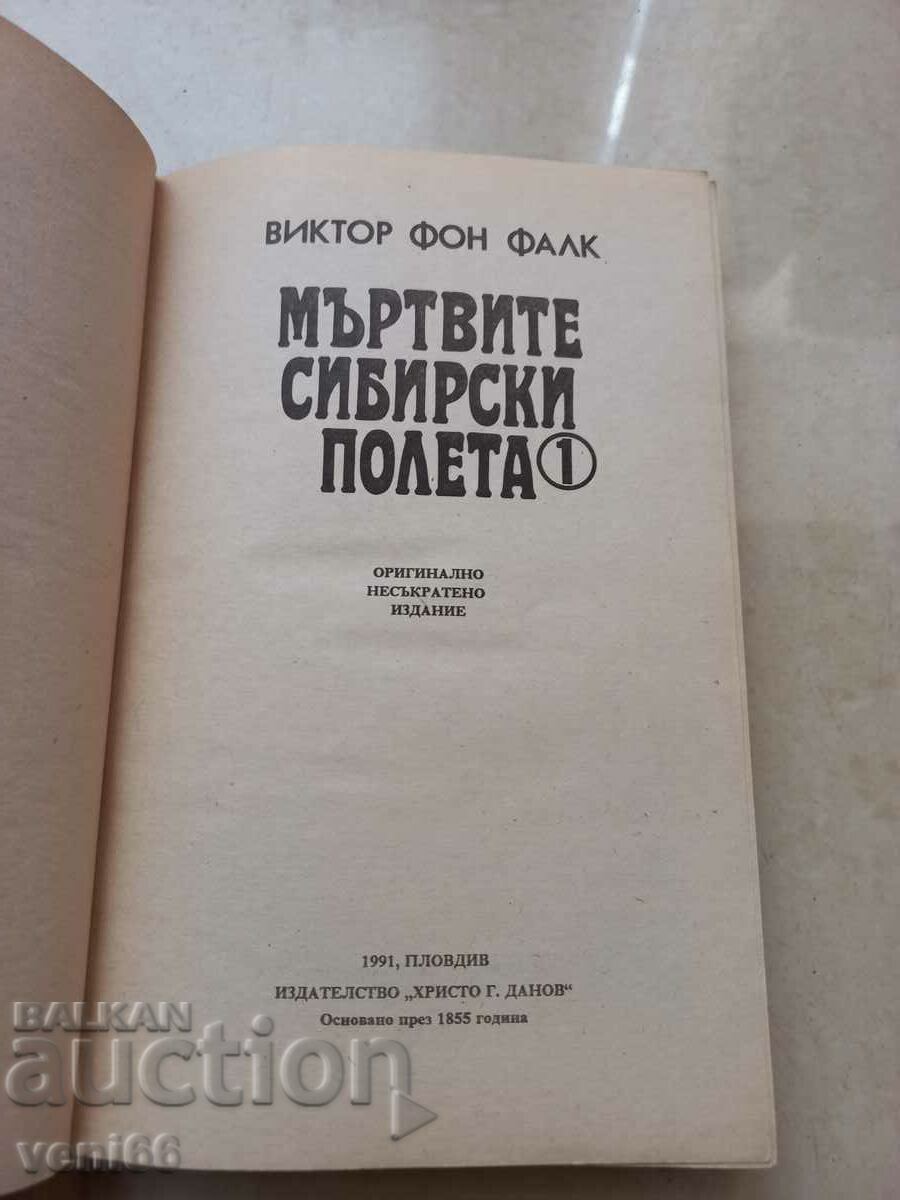 ВИКТОР ФОН ФАЛК
МЪРТВИТЕ
СИБИРСКИ
ПОЛЕТА 1
ОРИГИНАЛНО
НЕСЪКРАТЕНО
ИЗДАНИЕ
1991, ПЛОВДИВ
ИЗДАТЕЛСТВО „ХРИСТО Г. ДАНОВ“
Основано през 1855 година
BALKAN
auction
veni66